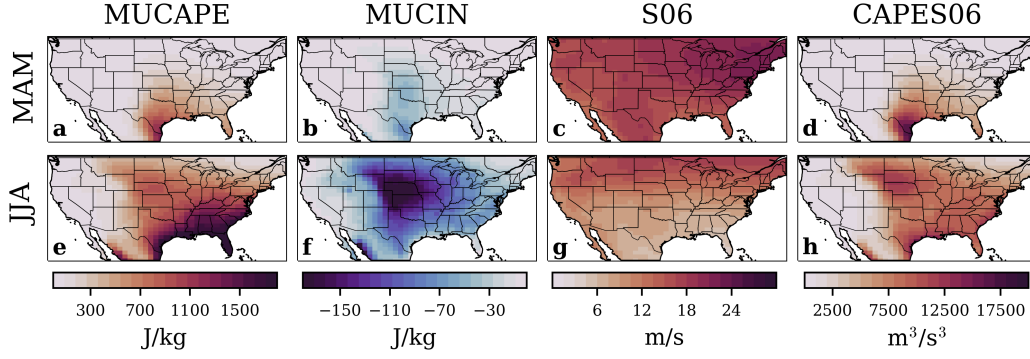 MUCAPE MUCIN S06 CAPES06
MAM
a b c d
JJA
e f g h
300 700 1100 1500 −150 −110 −70 −30 6 12 18 24 2500 7500 12500 17500
J/kg J/kg m/s m³/s³